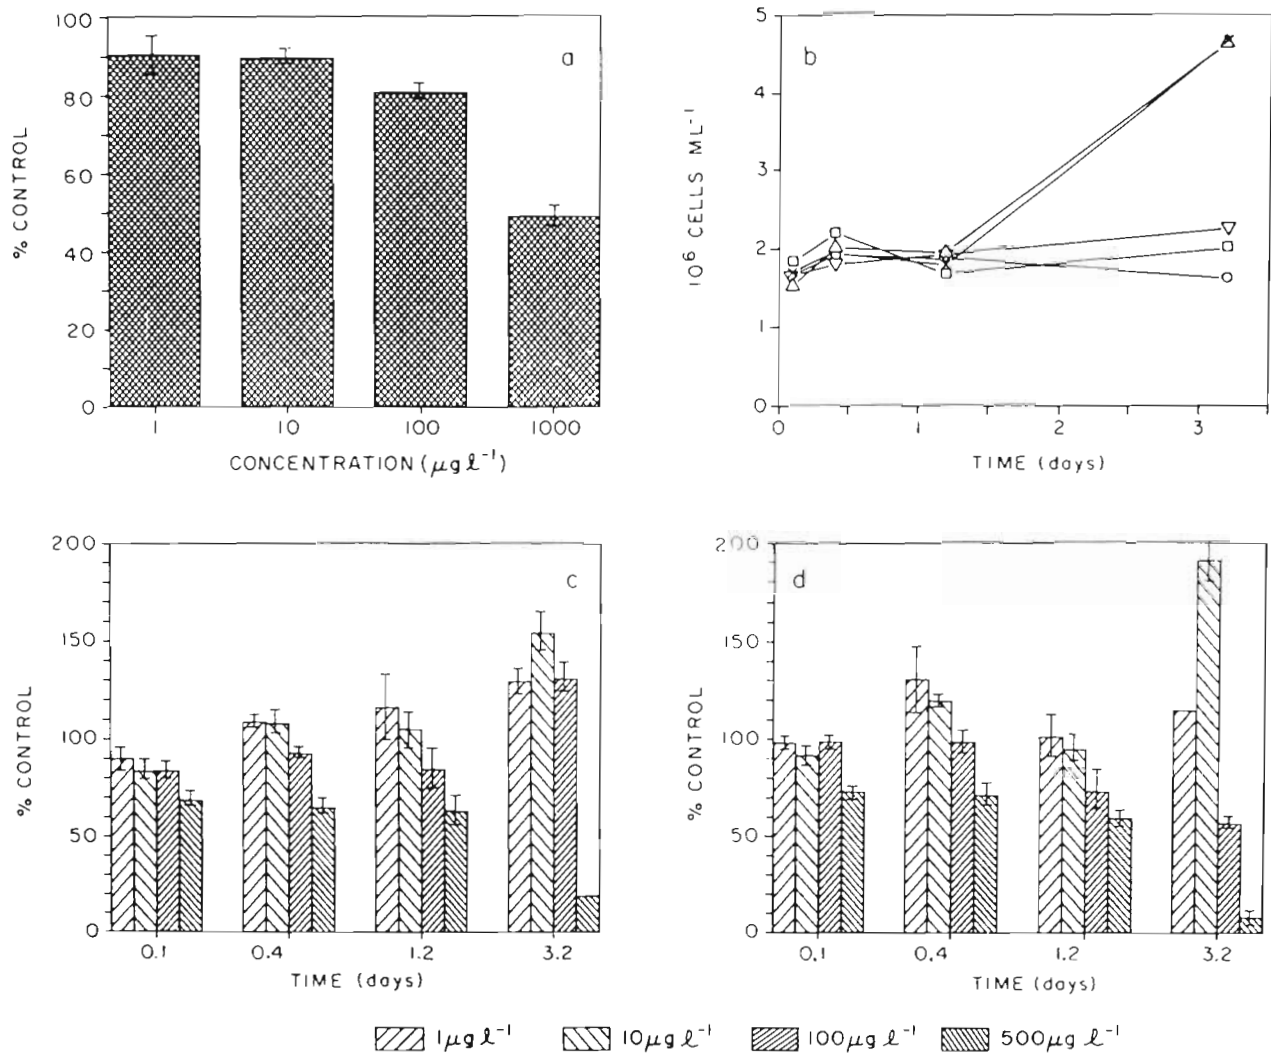 a
100
80
60
40
20
0
% CONTROL
1 10 100 1000
CONCENTRATION (μg ℓ⁻¹)
b
5
4
3
2
1
0
10⁶ CELLS ML⁻¹
0 1 2 3
TIME (days)
c
200
150
100
50
0
% CONTROL
0.1 0.4 1.2 3.2
TIME (days)
d
200
150
100
50
0
% CONTROL
0.1 0.4 1.2 3.2
TIME (days)
1μg ℓ⁻¹ 10μg ℓ⁻¹ 100μg ℓ⁻¹ 500μg ℓ⁻¹